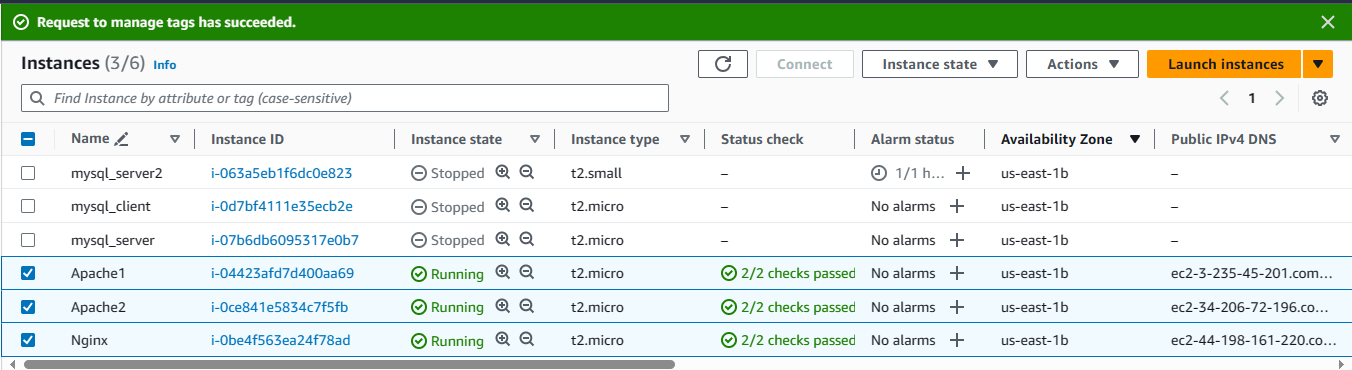 Request to manage tags has succeeded.
Instances (3/6) Info Connect Instance state Actions Launch instances
Find Instance by attribute or tag (case-sensitive) 1
Name Instance ID Instance state Instance type Status check Alarm status Availability Zone Public IPv4 DNS
mysql_server2 i-063a5eb1f6dc0e823 Stopped t2.small – 1/1 h... + us-east-1b –
mysql_client i-0d7bf4111e35ecb2e Stopped t2.micro – No alarms + us-east-1b –
mysql_server i-07b6db6095317e0b7 Stopped t2.micro – No alarms + us-east-1b –
Apache1 i-04423afd7d400aa69 Running t2.micro 2/2 checks passed No alarms + us-east-1b ec2-3-235-45-201.com...
Apache2 i-0ce841e5834c7f5fb Running t2.micro 2/2 checks passed No alarms + us-east-1b ec2-34-206-72-196.co...
Nginx i-0be4f563ea24f78ad Running t2.micro 2/2 checks passed No alarms + us-east-1b ec2-44-198-161-220.co...